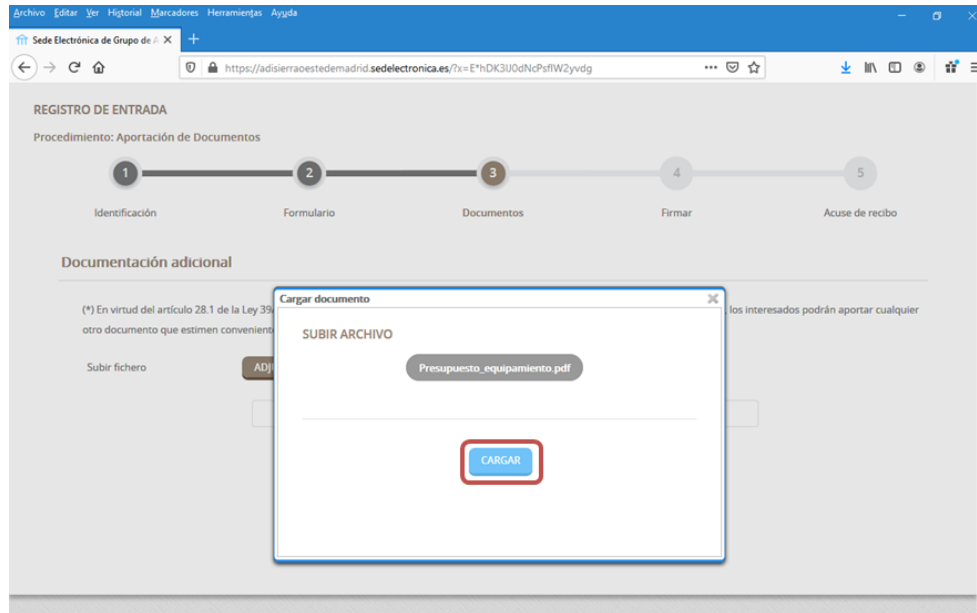 Archivo Editar Ver Historial Marcadores Herramientas Ayuda
Sede Electrónica de Grupo de
https://adisierraoestedemadrid.sedelectronica.es/?x=
REGISTRO DE ENTRADA
Procedimiento: Aportación de Documentos
1 2 3 4 5
Identificación Formulario Documentos Firmar Acuse de recibo
Documentación adicional
Cargar documento
(*) En virtud del artículo 28.1 de la Ley 39 los interesados podrán aportar cualquier
otro documento que estimen conveniente
SUBIR ARCHIVO
Subir fichero ADJ
Presupuesto_equipamiento.pdf
CARGAR